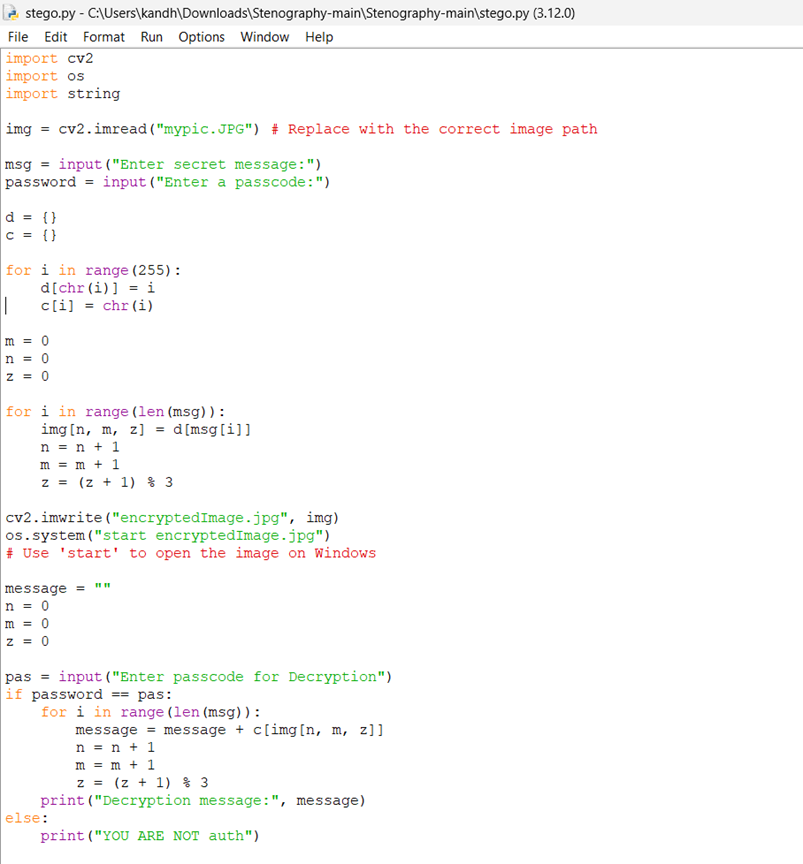 stego.py - C:\Users\kandh\Downloads\Stenography-main\Stenography-main\stego.py (3.12.0)
File Edit Format Run Options Window Help
import cv2
import os
import string

img = cv2.imread("mypic.JPG") # Replace with the correct image path

msg = input("Enter secret message:")
password = input("Enter a passcode:")

d = {}
c = {}

for i in range(255):
    d[chr(i)] = i
    c[i] = chr(i)

m = 0
n = 0
z = 0

for i in range(len(msg)):
    img[n, m, z] = d[msg[i]]
    n = n + 1
    m = m + 1
    z = (z + 1) % 3

cv2.imwrite("encryptedImage.jpg", img)
os.system("start encryptedImage.jpg")
# Use 'start' to open the image on Windows

message = ""
n = 0
m = 0
z = 0

pas = input("Enter passcode for Decryption")
if password == pas:
    for i in range(len(msg)):
        message = message + c[img[n, m, z]]
        n = n + 1
        m = m + 1
        z = (z + 1) % 3
    print("Decryption message:", message)
else:
    print("YOU ARE NOT auth")